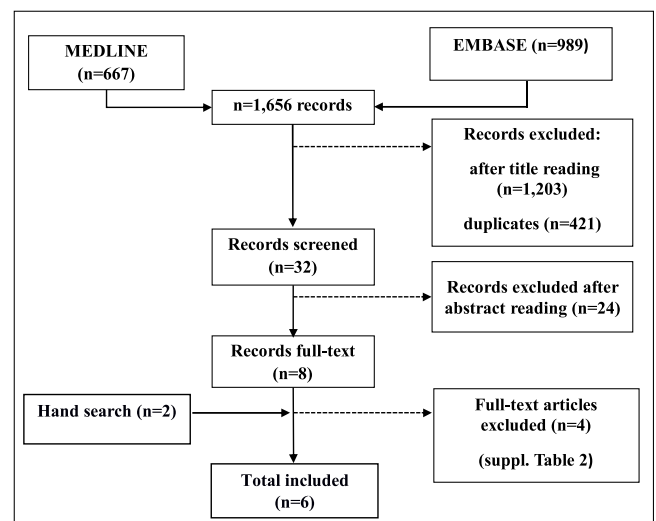 MEDLINE
(n=667)
EMBASE (n=989)
n=1,656 records
Records excluded:
after title reading
(n=1,203)
duplicates (n=421)
Records screened
(n=32)
Records excluded after
abstract reading (n=24)
Records full-text
(n=8)
Hand search (n=2)
Full-text articles
excluded (n=4)
(suppl. Table 2)
Total included
(n=6)